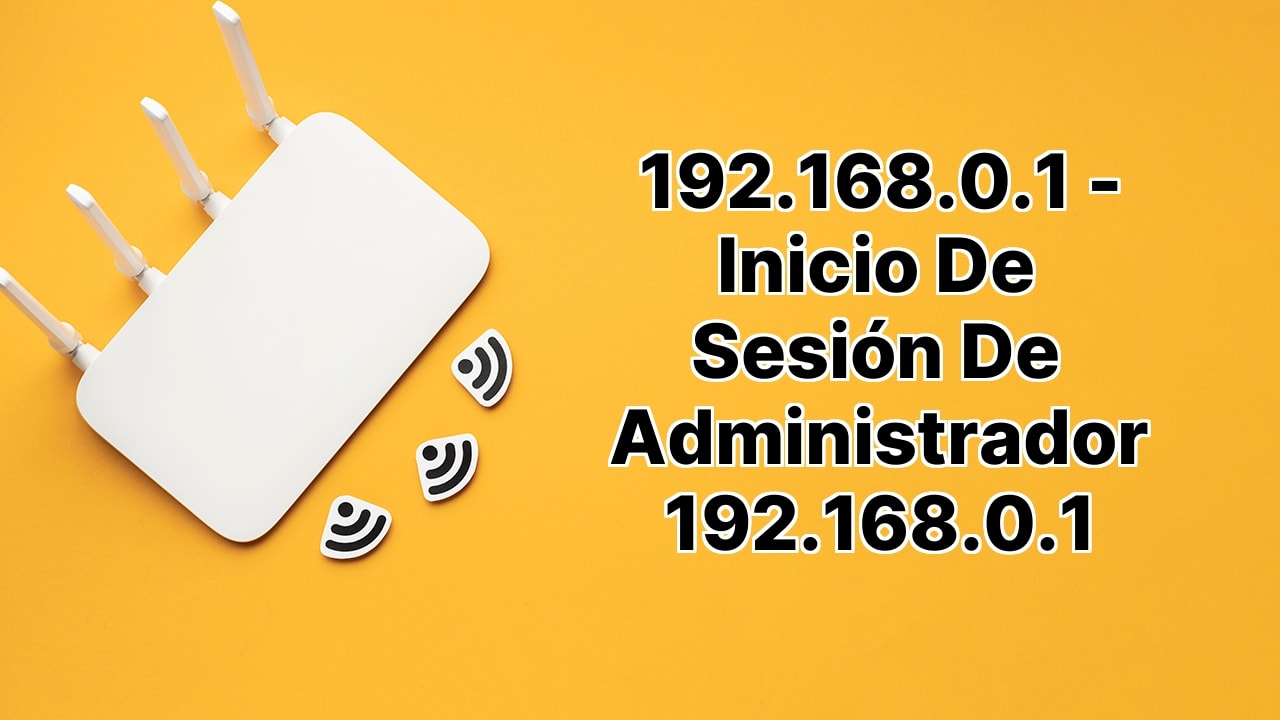 192.168.0.1 -
Inicio De
Sesión De
Administrador
192.168.0.1